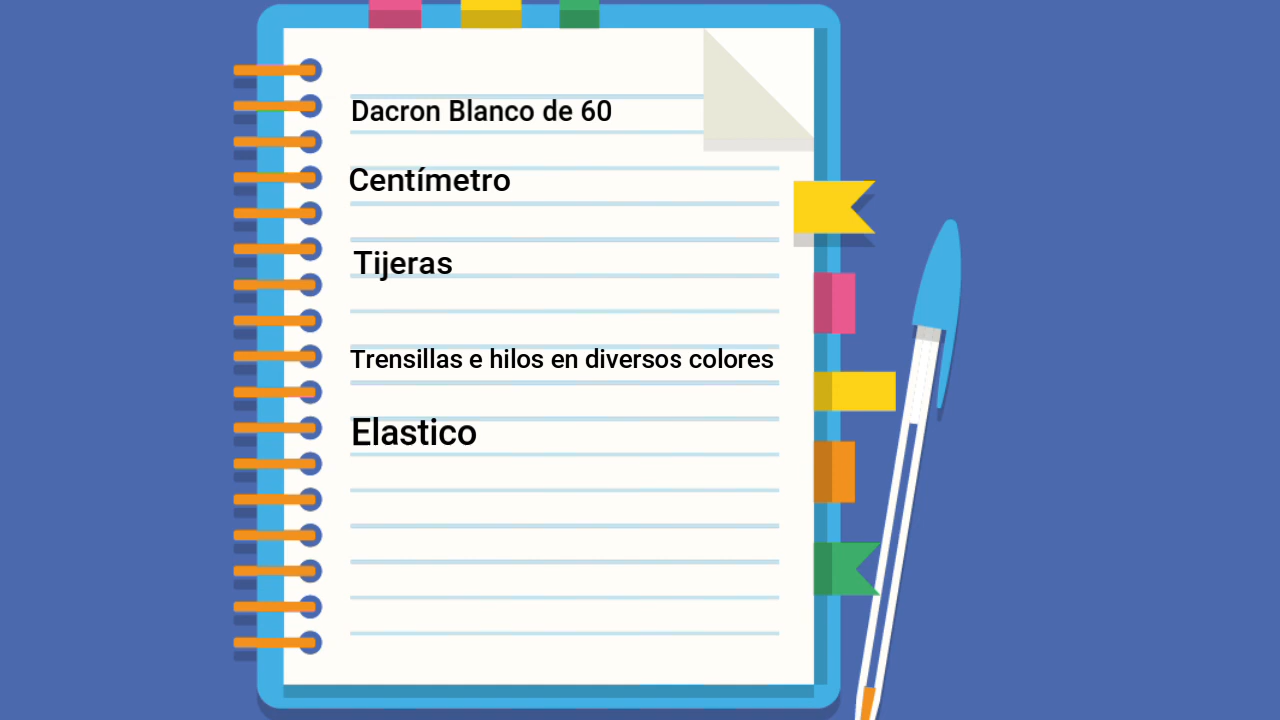 Dacron Blanco de 60
Centímetro
Tijeras
Trensillas e hilos en diversos colores
Elastico